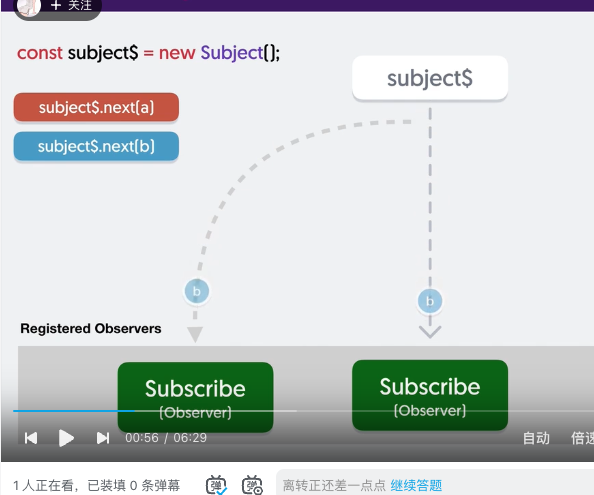 + 关注
const subject$ = new Subject();
subject$
subject$.next(a)
subject$.next(b)
b
b
Registered Observers
Subscribe
(Observer)
Subscribe
(Observer)
00:56 / 06:29
自动
倍速
1人正在看，已装填 0 条弹幕
弹
弹
离转正还差一点点 继续答题